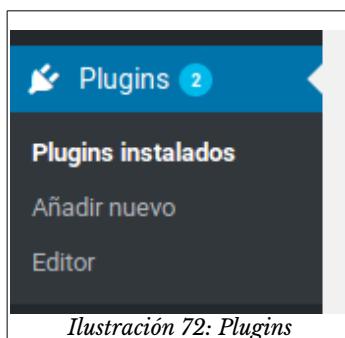 Plugins 2
Plugins instalados
Añadir nuevo
Editor
Ilustración 72: Plugins